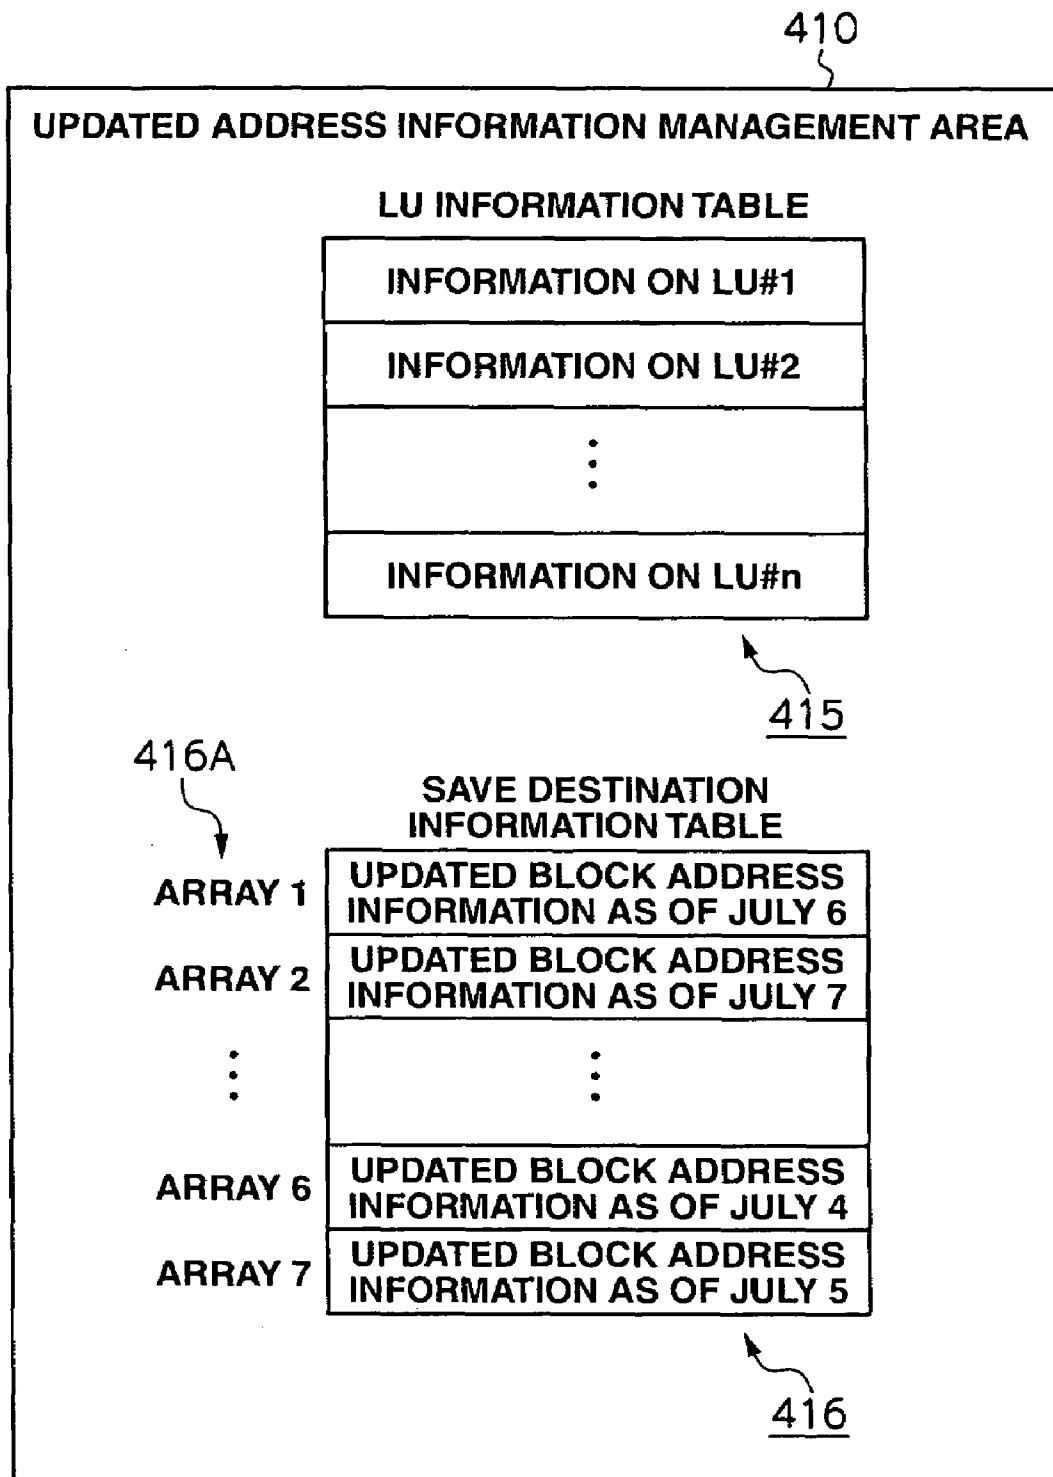 410
UPDATED ADDRESS INFORMATION MANAGEMENT AREA
LU INFORMATION TABLE
INFORMATION ON LU#1
INFORMATION ON LU#2
INFORMATION ON LU#n
415
416A
SAVE DESTINATION
INFORMATION TABLE
ARRAY 1
UPDATED BLOCK ADDRESS
INFORMATION AS OF JULY 6
ARRAY 2
UPDATED BLOCK ADDRESS
INFORMATION AS OF JULY 7
ARRAY 6
UPDATED BLOCK ADDRESS
INFORMATION AS OF JULY 4
ARRAY 7
UPDATED BLOCK ADDRESS
INFORMATION AS OF JULY 5
416